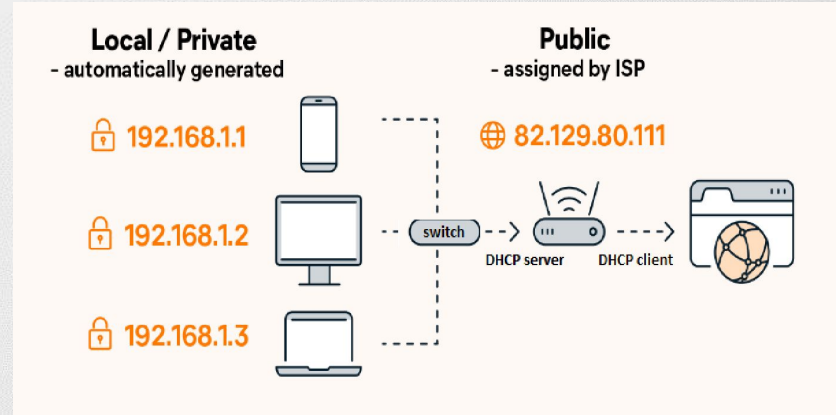 Local / Private
- automatically generated
192.168.1.1
192.168.1.2
192.168.1.3
switch
Public
- assigned by ISP
82.129.80.111
DHCP server
DHCP client